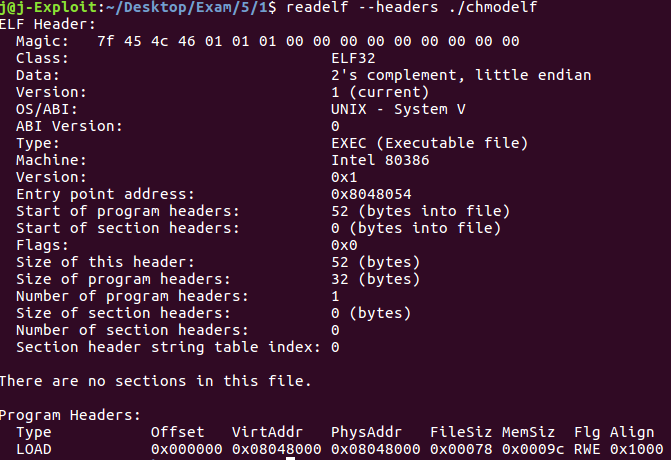 j@j-Exploit:~/Desktop/Exam/5/1$ readelf --headers ./chmodelf
ELF Header:
  Magic:   7f 45 4c 46 01 01 01 00 00 00 00 00 00 00 00 00
  Class:                             ELF32
  Data:                              2's complement, little endian
  Version:                           1 (current)
  OS/ABI:                            UNIX - System V
  ABI Version:                       0
  Type:                              EXEC (Executable file)
  Machine:                           Intel 80386
  Version:                           0x1
  Entry point address:               0x8048054
  Start of program headers:          52 (bytes into file)
  Start of section headers:          0 (bytes into file)
  Flags:                             0x0
  Size of this header:               52 (bytes)
  Size of program headers:           32 (bytes)
  Number of program headers:         1
  Size of section headers:           0 (bytes)
  Number of section headers:         0
  Section header string table index: 0
There are no sections in this file.
Program Headers:
  Type           Offset   VirtAddr   PhysAddr   FileSiz MemSiz  Flg Align
  LOAD           0x000000 0x08048000 0x08048000 0x00078 0x0009c RWE 0x1000